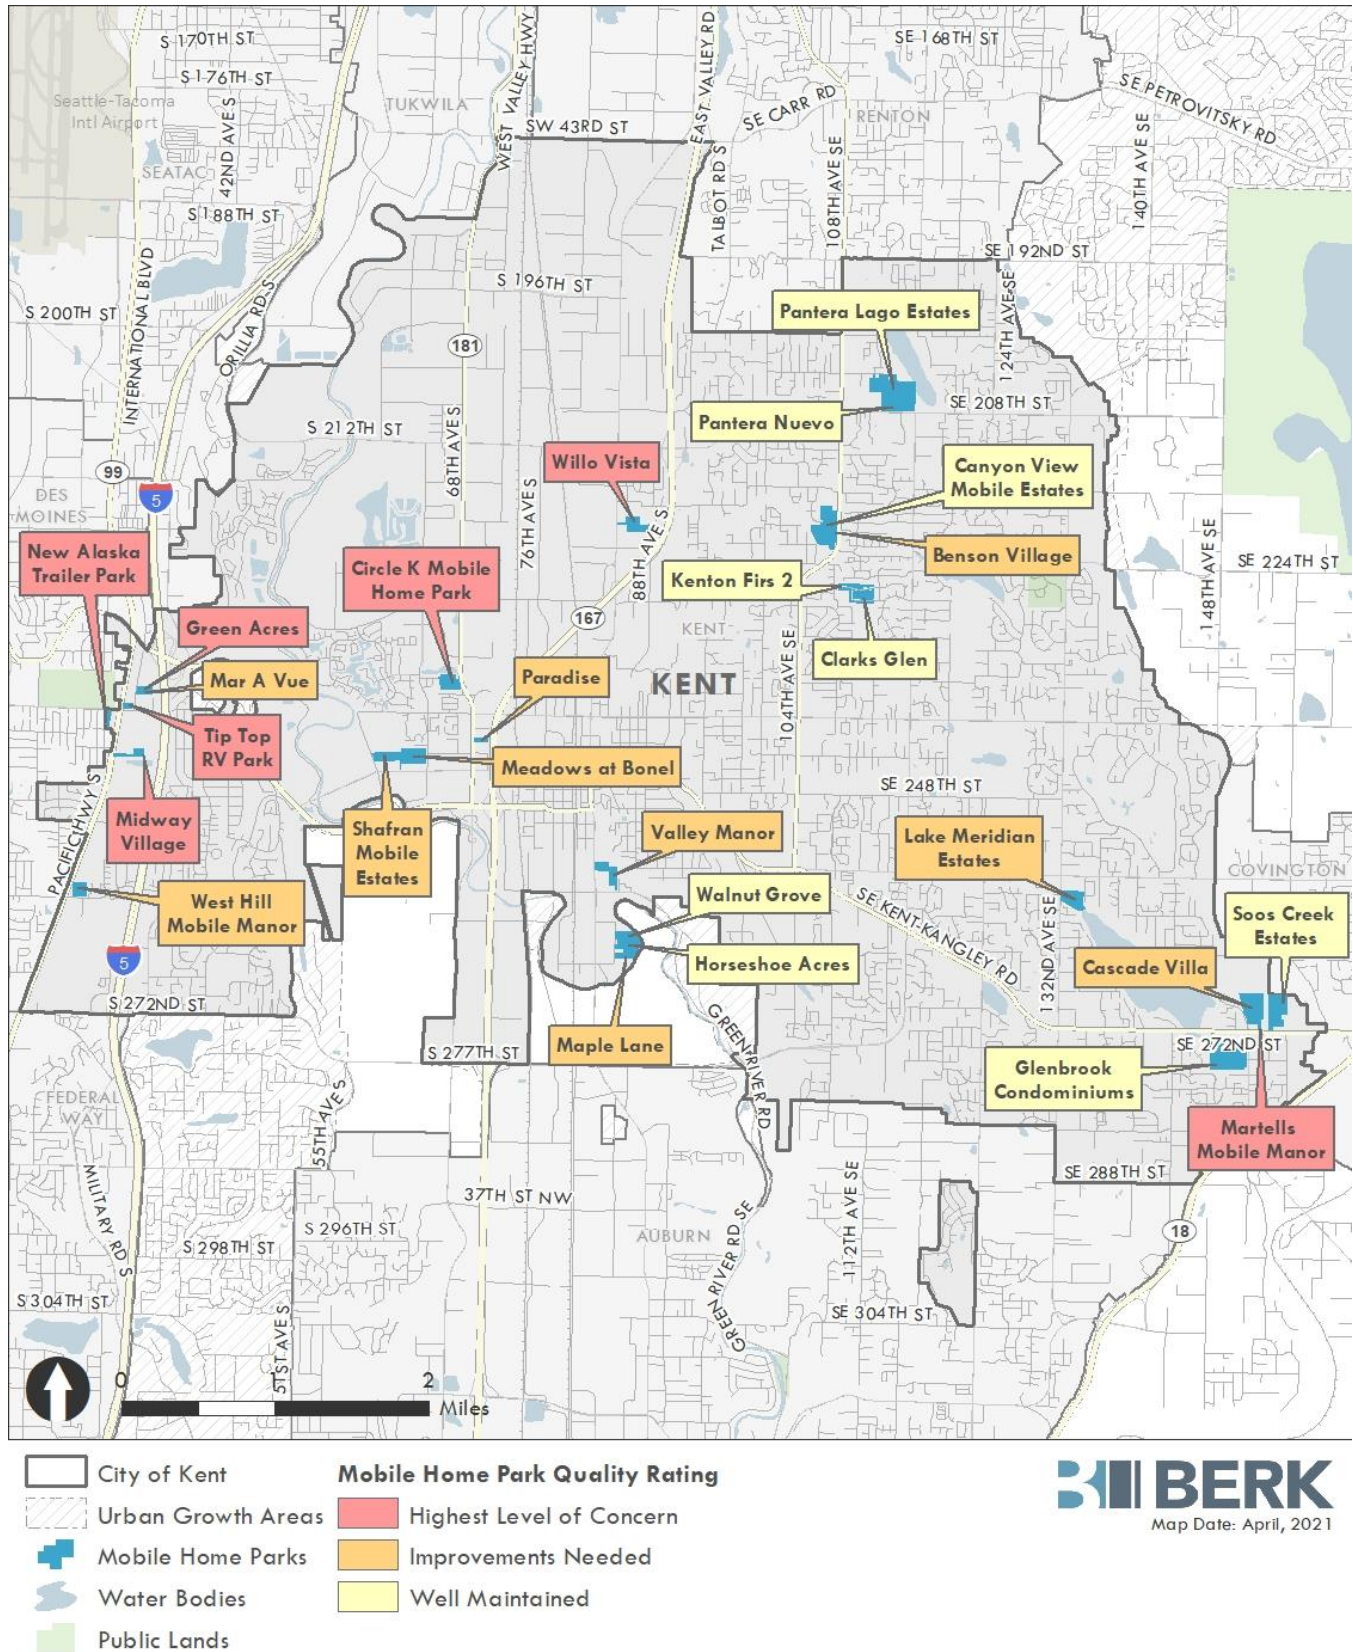 S 170TH ST
S 176TH ST
Seattle-Tacoma
Intl Airport
42ND AVE S
SEATAC
S 188TH ST
TUKWILA
WEST VALLEY HWY
SW 43RD ST
EAST VALLEY RD
SE CARR RD
TALBOT RD S
108TH AVE SE
SE 168TH ST
RENTON
SE PETROVITSKY RD
140TH AVE SE
SE 192ND ST
INTERNATIONAL BLVD
S 200TH ST
ORILLIA RD S
S 196TH ST
181
Pantera Lago Estates
124TH AVE SE
SE 208TH ST
Pantera Nuevo
S 212TH ST
68TH AVE S
Willo Vista
Canyon View
Mobile Estates
99
5
DES
MOINES
76TH AVE S
88TH AVE S
Benson Village
148TH AVE SE
SE 224TH ST
New Alaska
Trailer Park
Circle K Mobile
Home Park
Kenton Firs 2
167
KENT
Green Acres
Clarks Glen
Mar A Vue
Paradise
KENT
104TH AVE SE
Tip Top
RV Park
Meadows at Bonel
PACIFIC HWY S
SE 248TH ST
Midway
Village
Shafran
Mobile
Estates
Valley Manor
Lake Meridian
Estates
COVINGTON
West Hill
Mobile Manor
Walnut Grove
SE KENT-KANGLEY RD
132ND AVE SE
Soos Creek
Estates
5
Horseshoe Acres
Cascade Villa
S 272ND ST
GREEN RIVER RD
Maple Lane
S 277TH ST
SE 272ND ST
Glenbrook
Condominiums
FEDERAL
WAY
55TH AVE S
Martells
Mobile Manor
SE 288TH ST
MILITARY RD S
37TH ST NW
S 296TH ST
S 298TH ST
AUBURN
GREEN RIVER RD SE
112TH AVE SE
18
S 304TH ST
SE 304TH ST
51ST AVE S
0 1 2
Miles
City of Kent
Urban Growth Areas
Mobile Home Parks
Water Bodies
Public Lands
Mobile Home Park Quality Rating
Highest Level of Concern
Improvements Needed
Well Maintained
BERK
Map Date: April, 2021